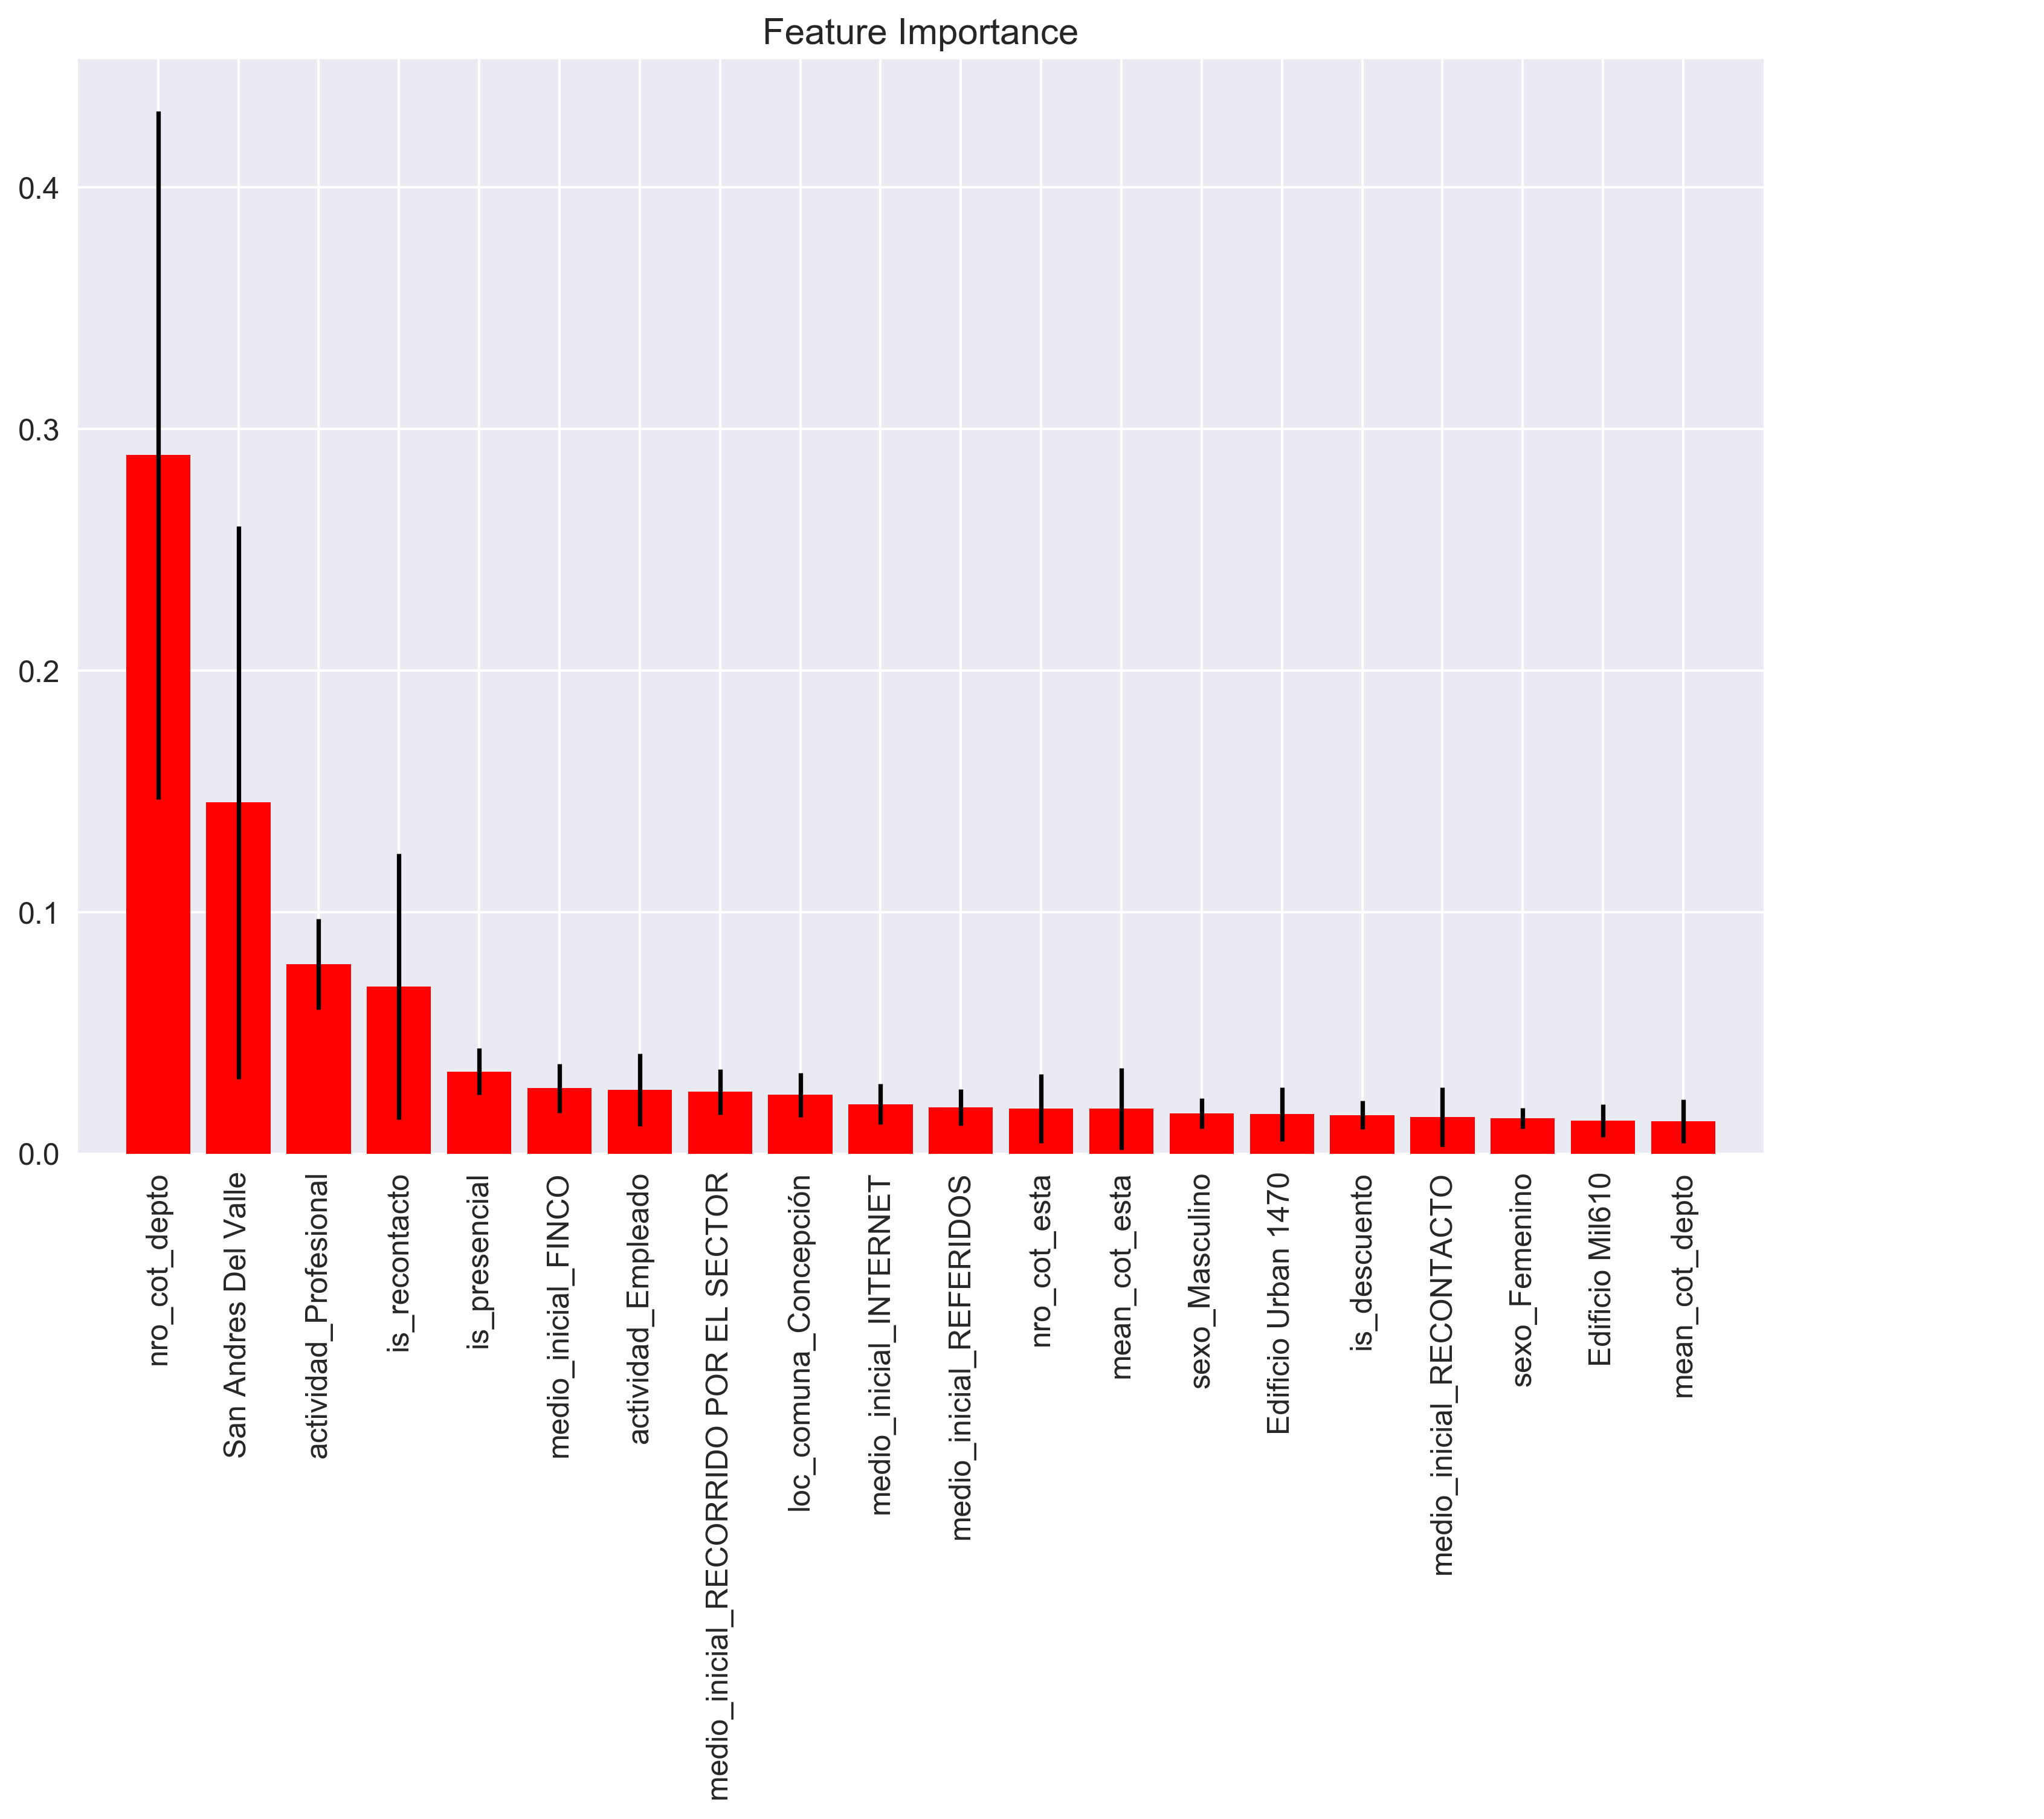 Feature Importance
0.4
0.3
0.2
0.1
0.0
nro_cot_depto
San Andres Del Valle
actividad_Profesional
is_recontacto
is_presencial
medio_inicial_FINCO
actividad_Empleado
medio_inicial_RECORRIDO POR EL SECTOR
loc_comuna_Concepción
medio_inicial_INTERNET
medio_inicial_REFERIDOS
nro_cot_esta
mean_cot_esta
sexo_Masculino
Edificio Urban 1470
is_descuento
medio_inicial_RECONTACTO
sexo_Femenino
Edificio Mil610
mean_cot_depto